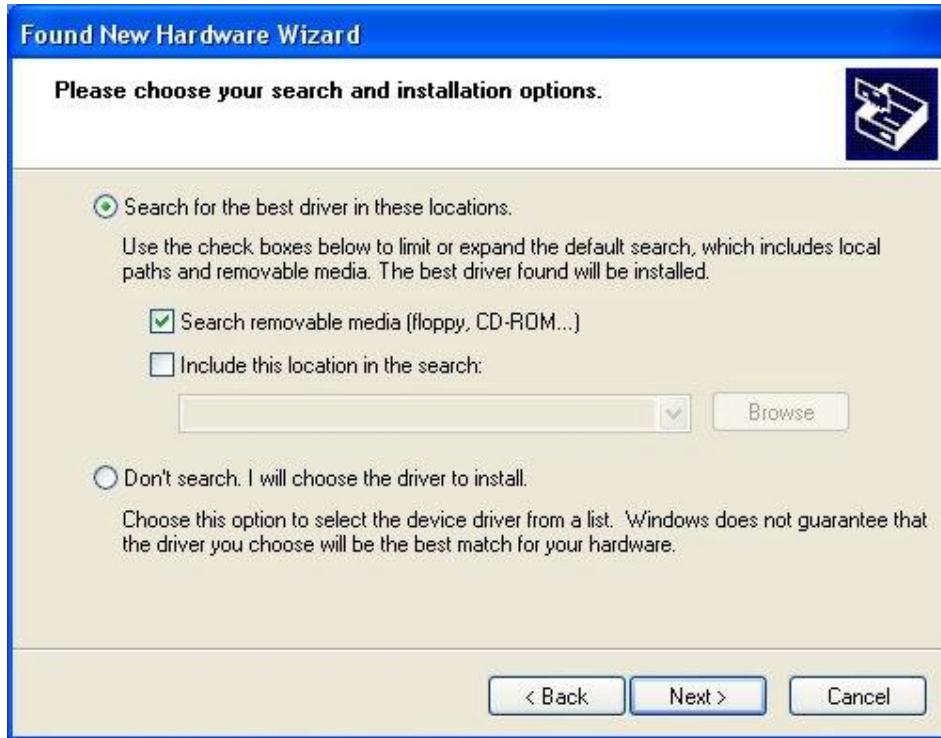 Found New Hardware Wizard
Please choose your search and installation options.
Search for the best driver in these locations.
Use the check boxes below to limit or expand the default search, which includes local
paths and removable media. The best driver found will be installed.
Search removable media (floppy, CD-ROM...)
Include this location in the search:
Browse
Don't search. I will choose the driver to install.
Choose this option to select the device driver from a list. Windows does not guarantee that
the driver you choose will be the best match for your hardware.
< Back Next > Cancel